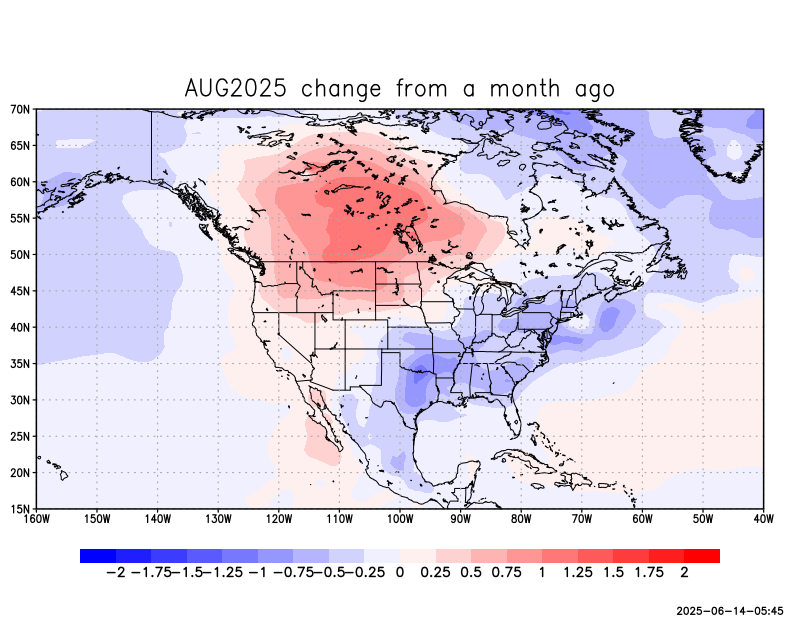 AUG2025 change from a month ago
70N
65N
60N
55N
50N
45N
40N
35N
30N
25N
20N
15N
160W 150W 140W 130W 120W 110W 100W 90W 80W 70W 60W 50W 40W
−2 −1.75 −1.5 −1.25 −1 −0.75 −0.5 −0.25 0 0.25 0.5 0.75 1 1.25 1.5 1.75 2
2025-06-14-05:45